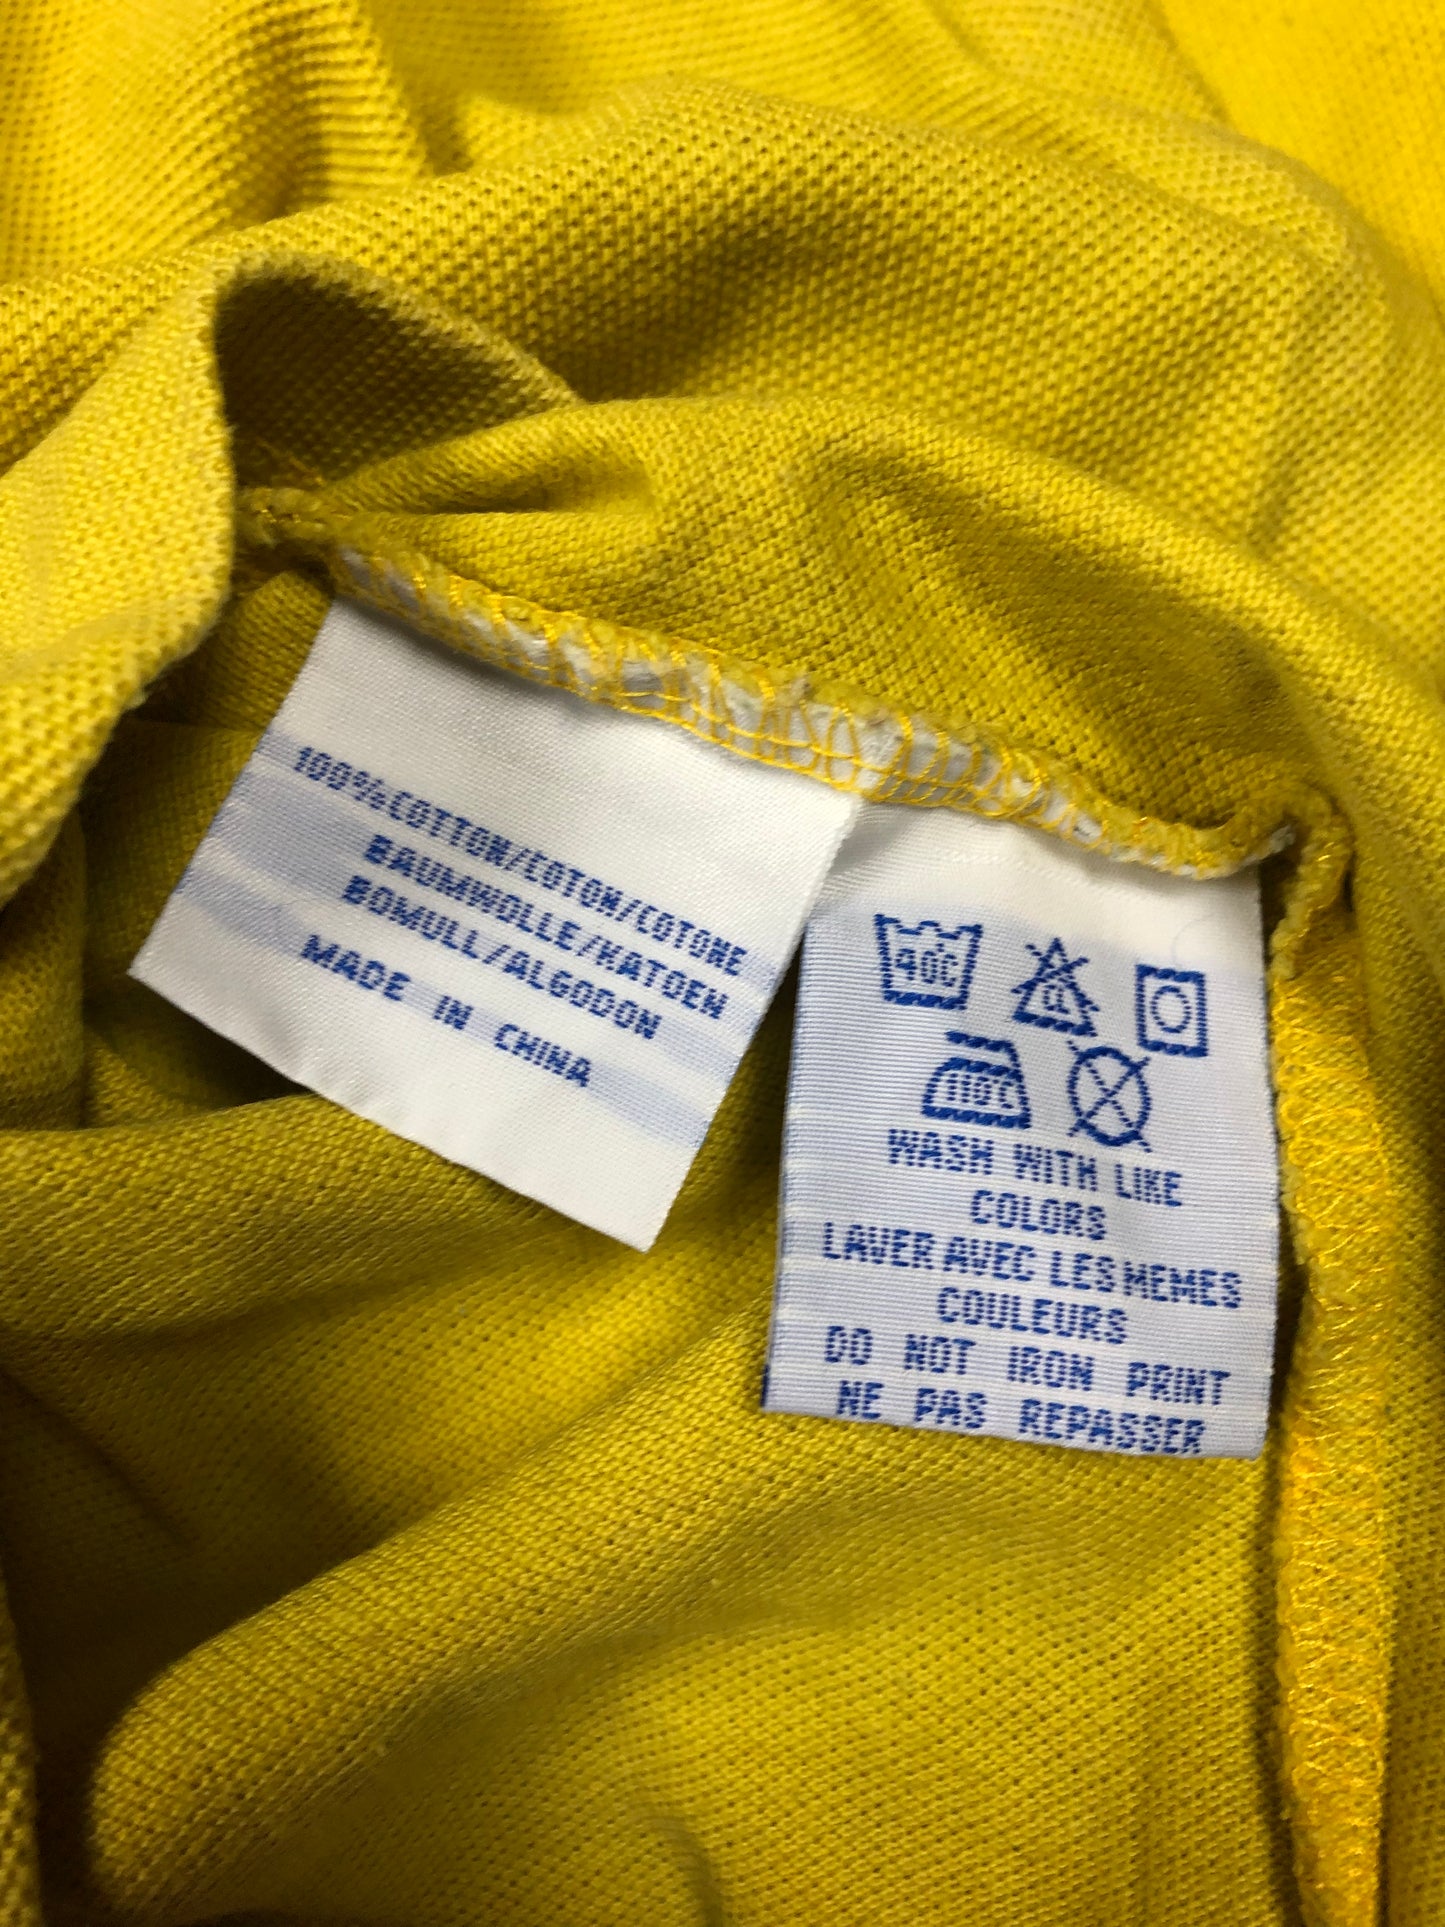 100%COTTON/COTON/COTONE
BAUMWOLLE/KATOEN
BOMULL/ALGODON
MADE IN CHINA
40°C
CL
110°C
WASH WITH LIKE
COLORS
LAVER AVEC LES MEMES
COULEURS
DO NOT IRON PRINT
NE PAS REPASSER